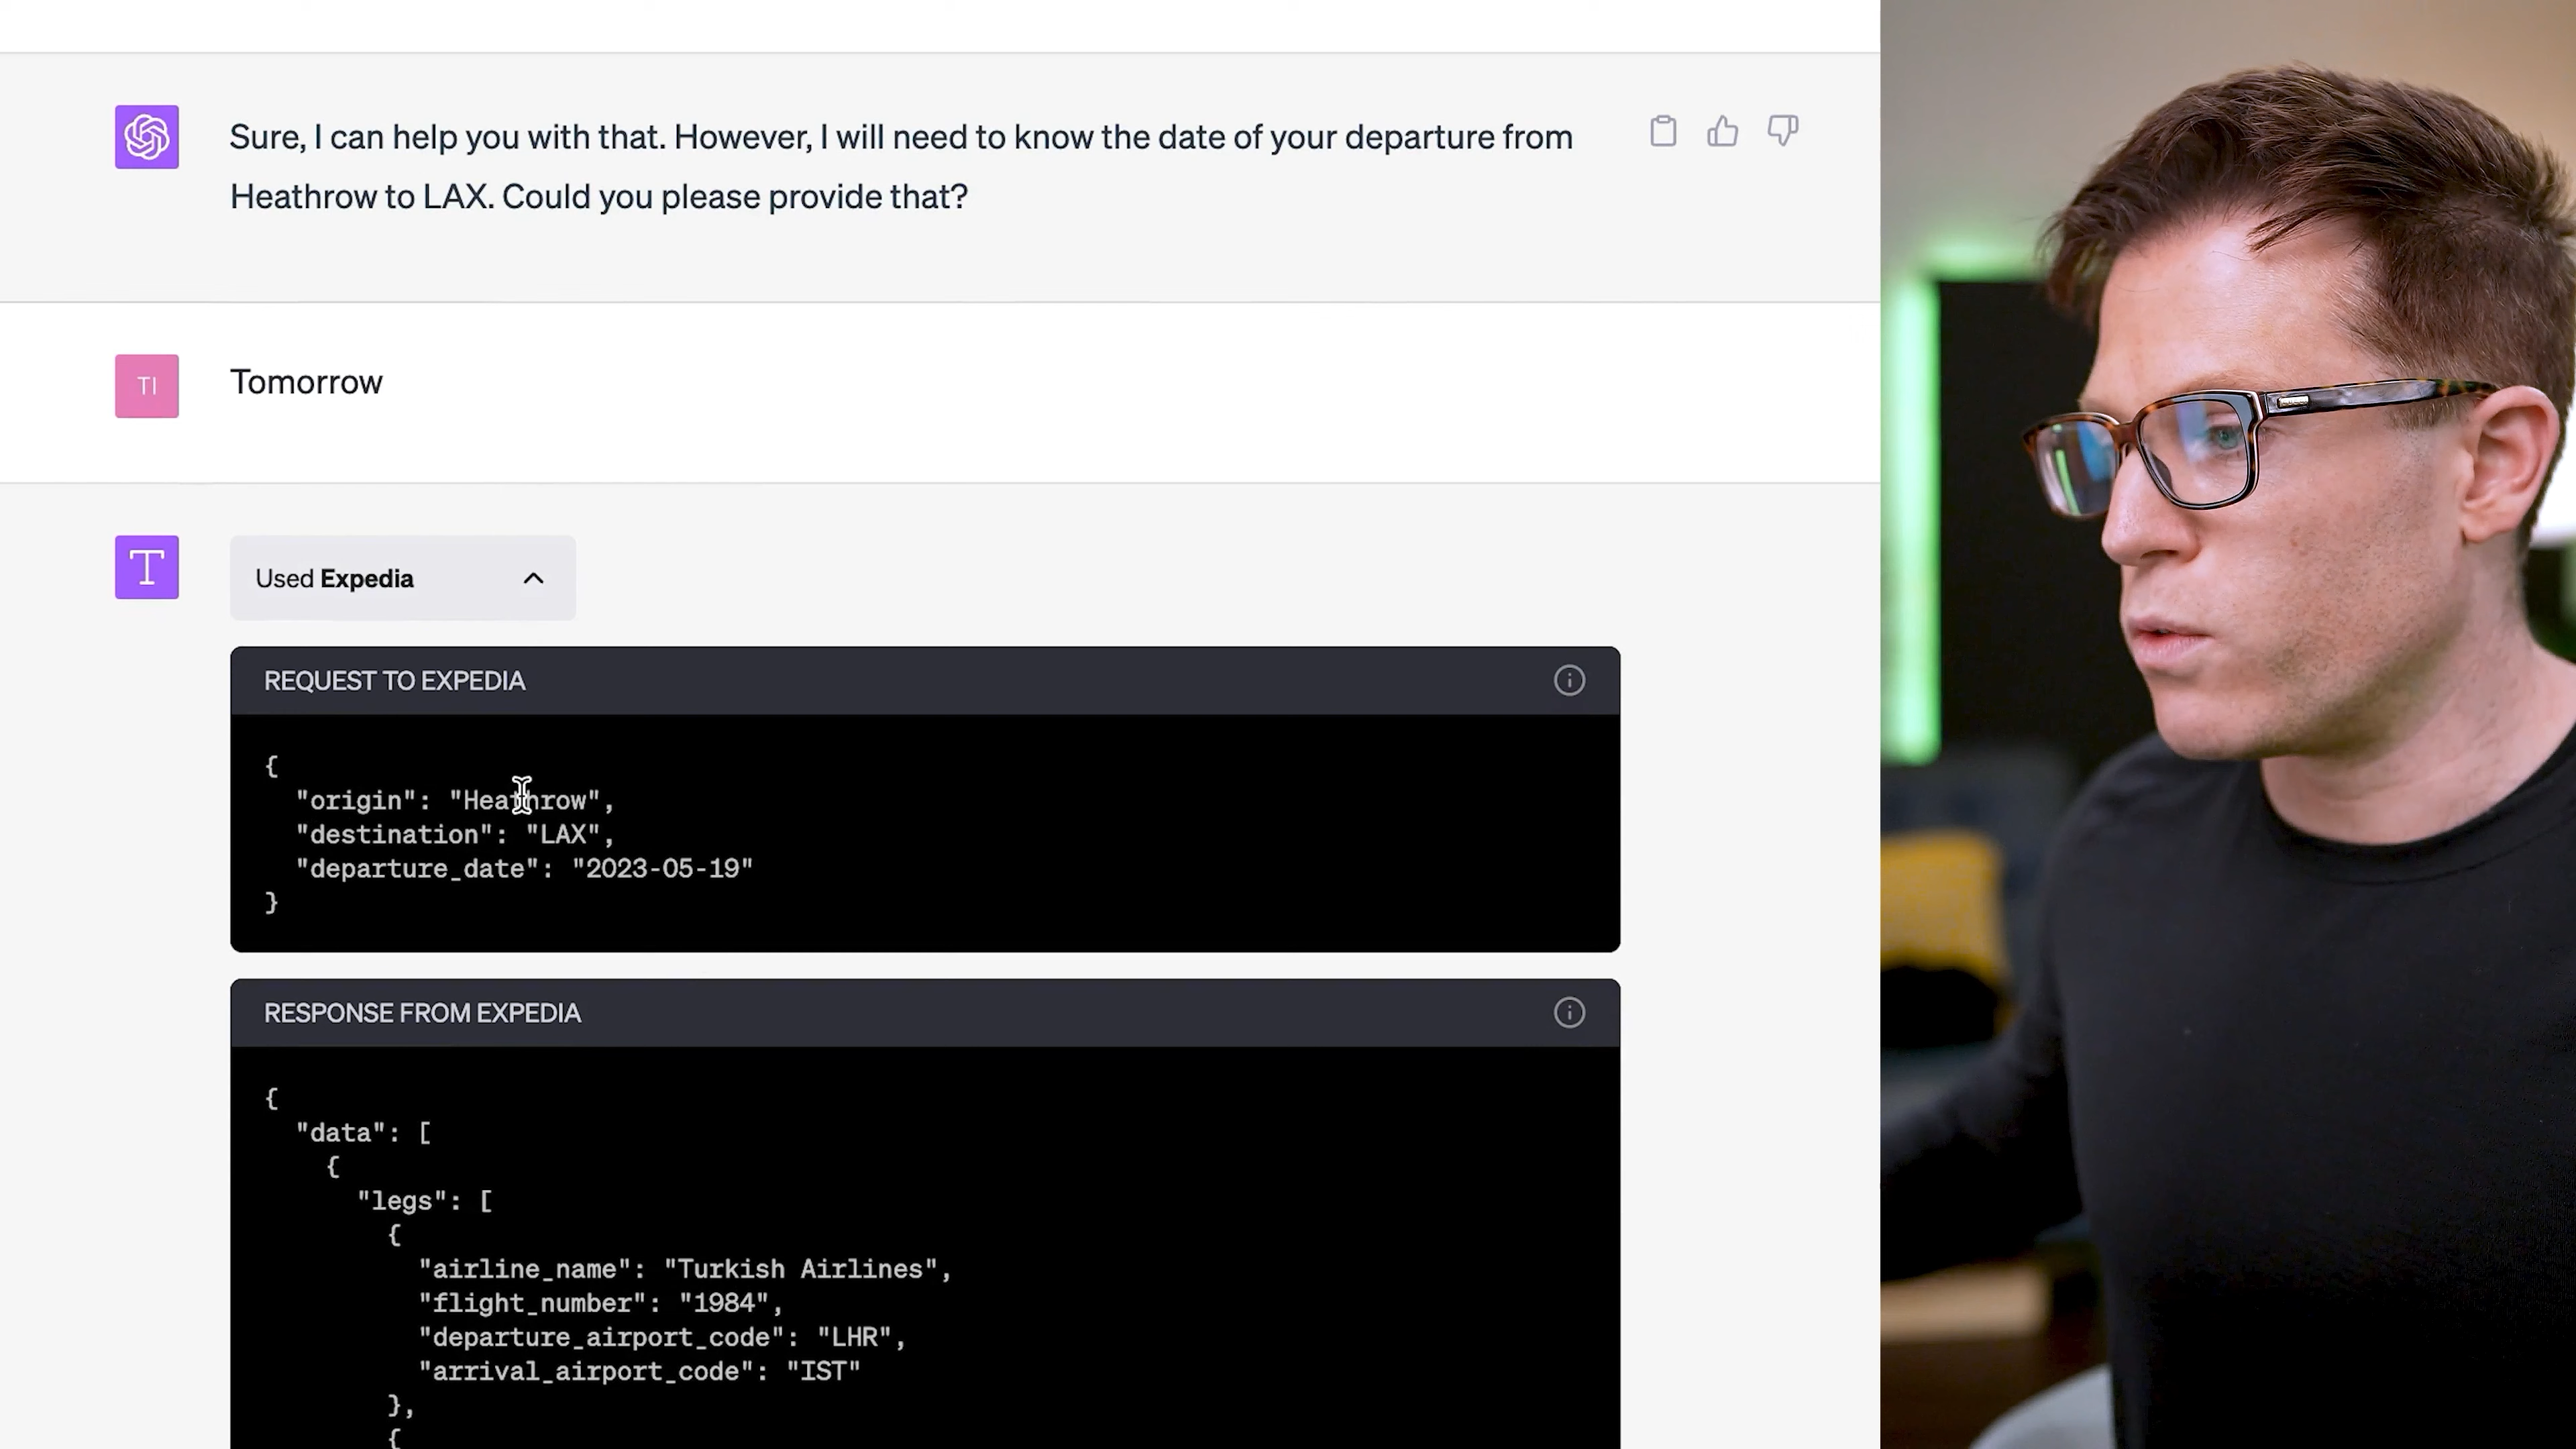 Sure, I can help you with that. However, I will need to know the date of your departure from
Heathrow to LAX. Could you please provide that?
TI
Tomorrow
T
Used Expedia
REQUEST TO EXPEDIA
{
"origin": "Heathrow",
"destination": "LAX",
"departure_date": "2023-05-19"
}
RESPONSE FROM EXPEDIA
{
"data": [
{
"legs": [
{
"airline_name": "Turkish Airlines",
"flight_number": "1984",
"departure_airport_code": "LHR",
"arrival_airport_code": "IST"
},
{